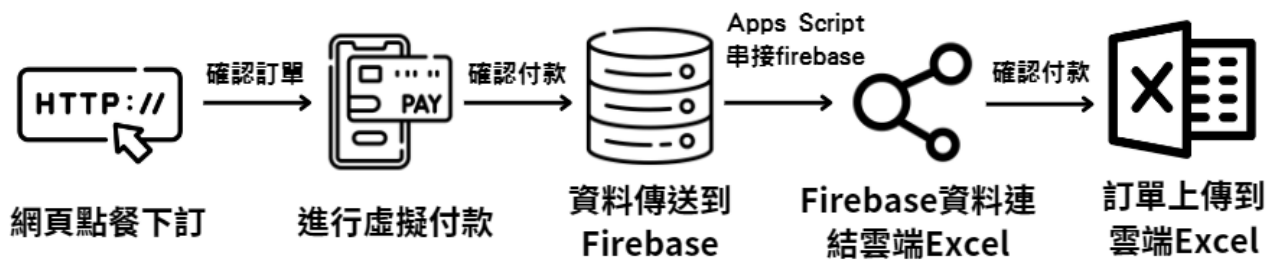 HTTP://
網頁點餐下訂
確認訂單
PAY
進行虛擬付款
確認付款
資料傳送到
Firebase
Apps Script
串接firebase
Firebase資料連
結雲端Excel
確認付款
X
訂單上傳到
雲端Excel